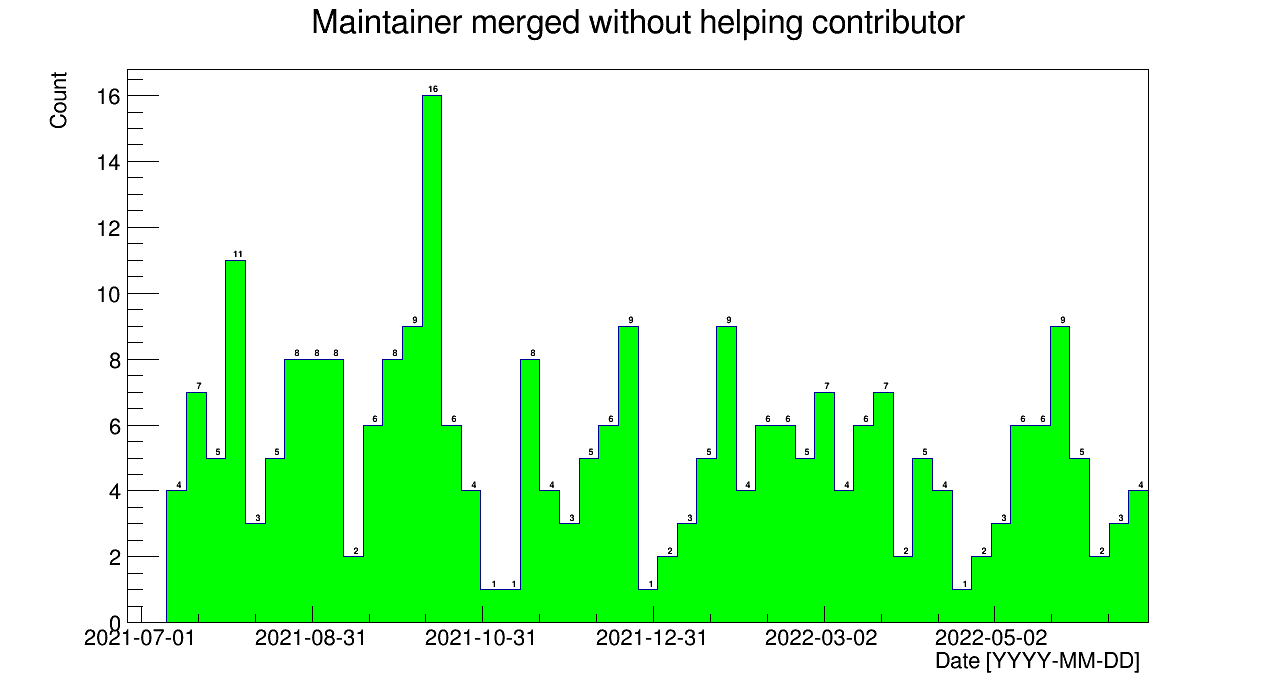 Maintainer merged without helping contributor
Count
16
14
12
10
8
6
4
2
0
4 7 5 11 3 5 8 8 8 2 6 8 9 16 6 4 1 1 8 4 3 5 6 9 1 2 3 5 9 4 6 6 5 7 4 6 7 2 5 4 1 2 3 6 6 9 5 2 3 4
2021-07-01 2021-08-31 2021-10-31 2021-12-31 2022-03-02 2022-05-02
Date [YYYY-MM-DD]